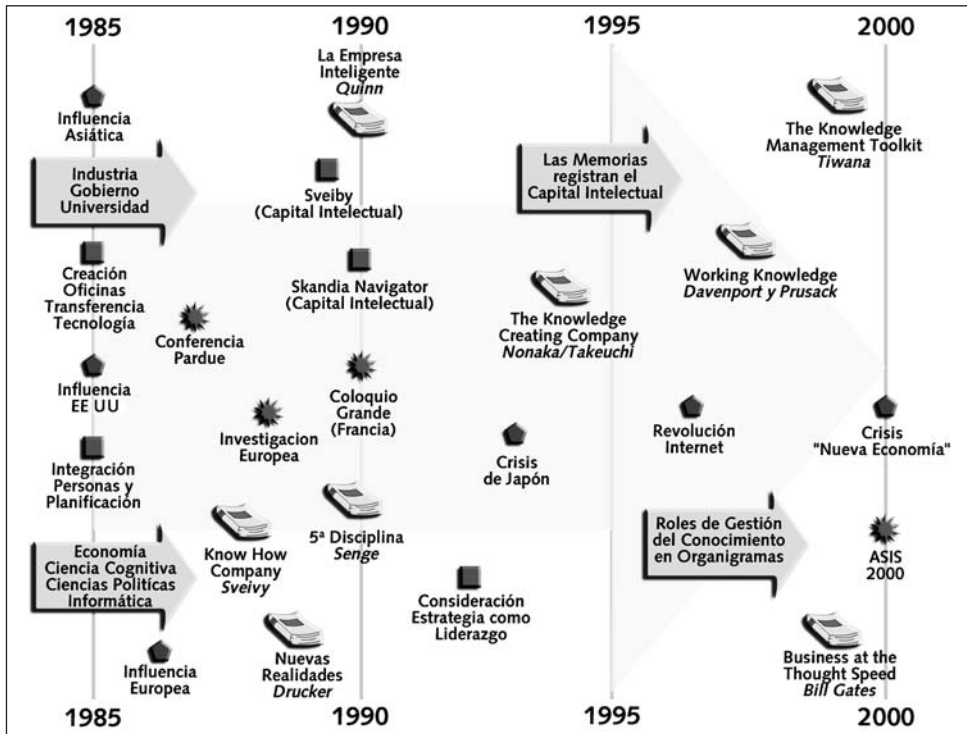 1985
1990
1995
2000
La Empresa
Inteligente
Quinn
Influencia
Asiática
The Knowledge
Management Toolkit
Tiwana
Industria
Gobierno
Universidad
Sveiby
(Capital Intelectual)
Las Memorias
registran el
Capital Intelectual
Creación
Oficinas
Transferencia
Tecnología
Skandia Navigator
(Capital Intelectual)
Working Knowledge
Davenport y Prusack
Conferencia
Pardue
The Knowledge
Creating Company
Nonaka/Takeuchi
Influencia
EE UU
Coloquio
Grande
(Francia)
Investigacion
Europea
Revolución
Internet
Crisis
"Nueva Economía"
Integración
Personas y
Planificación
Crisis
de Japón
Economía
Ciencia Cognitiva
Ciencias Politícas
Informática
Know How
Company
Sveivy
5ª Disciplina
Senge
Roles de Gestión
del Conocimiento
en Organigramas
ASIS
2000
Consideración
Estrategia como
Liderazgo
Influencia
Europea
Nuevas
Realidades
Drucker
Business at the
Thought Speed
Bill Gates
1985
1990
1995
2000